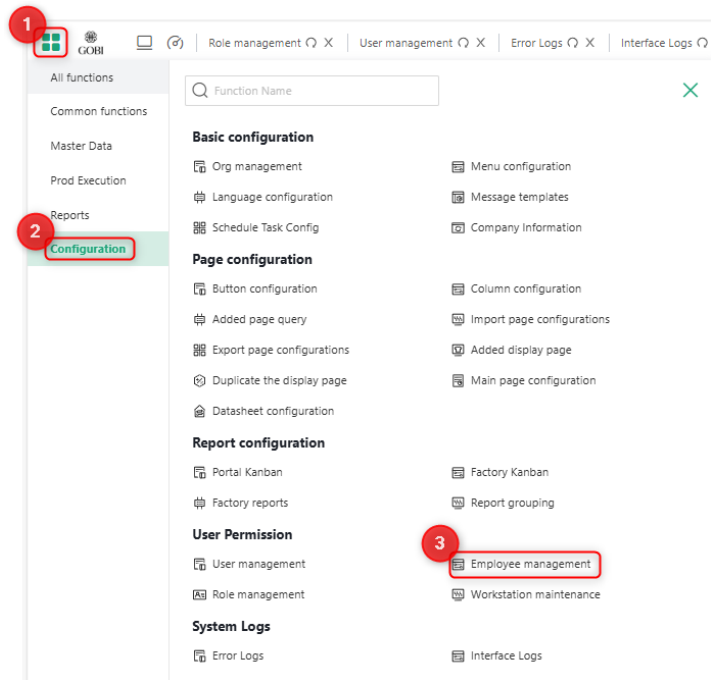 1
GOBI
Role management X
User management X
Error Logs X
Interface Logs
All functions
Common functions
Master Data
Prod Execution
Reports
2
Configuration
Function Name
Basic configuration
Org management
Menu configuration
Language configuration
Message templates
Schedule Task Config
Company Information
Page configuration
Button configuration
Column configuration
Added page query
Import page configurations
Export page configurations
Added display page
Duplicate the display page
Main page configuration
Datasheet configuration
Report configuration
Portal Kanban
Factory Kanban
Factory reports
Report grouping
User Permission
3
User management
Employee management
Role management
Workstation maintenance
System Logs
Error Logs
Interface Logs